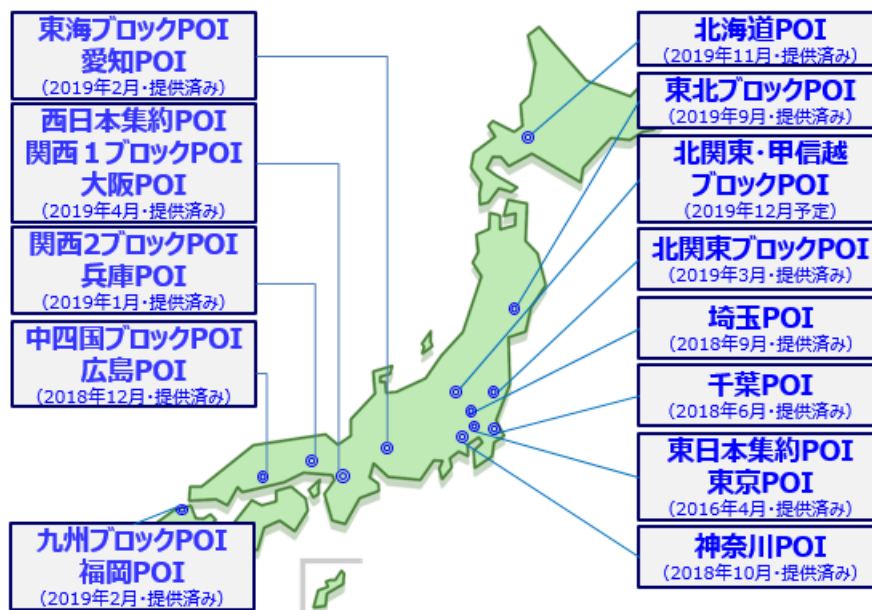 東海ブロックPOI
愛知POI
（2019年2月・提供済み）
西日本集約POI
関西１ブロックPOI
大阪POI
（2019年4月・提供済み）
関西2ブロックPOI
兵庫POI
（2019年1月・提供済み）
中四国ブロックPOI
広島POI
（2018年12月・提供済み）
九州ブロックPOI
福岡POI
（2019年2月・提供済み）
北海道POI
（2019年11月・提供済み）
東北ブロックPOI
（2019年9月・提供済み）
北関東・甲信越
ブロックPOI
（2019年12月予定）
北関東ブロックPOI
（2019年3月・提供済み）
埼玉POI
（2018年9月・提供済み）
千葉POI
（2018年6月・提供済み）
東日本集約POI
東京POI
（2016年4月・提供済み）
神奈川POI
（2018年10月・提供済み）